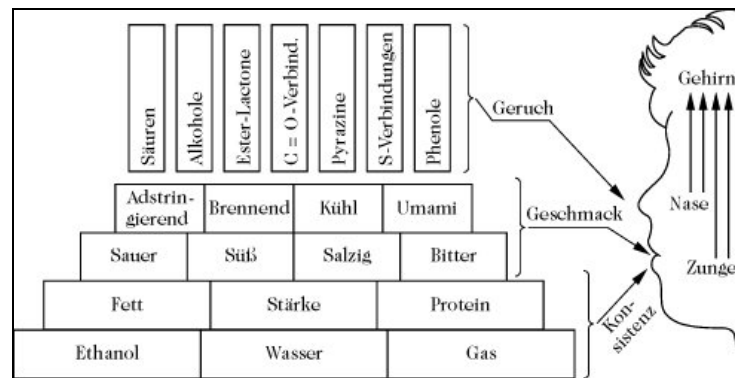 Säuren
Alkohole
Ester-Lactone
C = O-Verbind.
Pyrazine
S-Verbindungen
Phenole
Geruch
Gehirn
Adstrin-
gierend
Brennend
Kühl
Umami
Geschmack
Nase
Sauer
Süß
Salzig
Bitter
Zunge
Fett
Stärke
Protein
Kon-
sistenz
Ethanol
Wasser
Gas